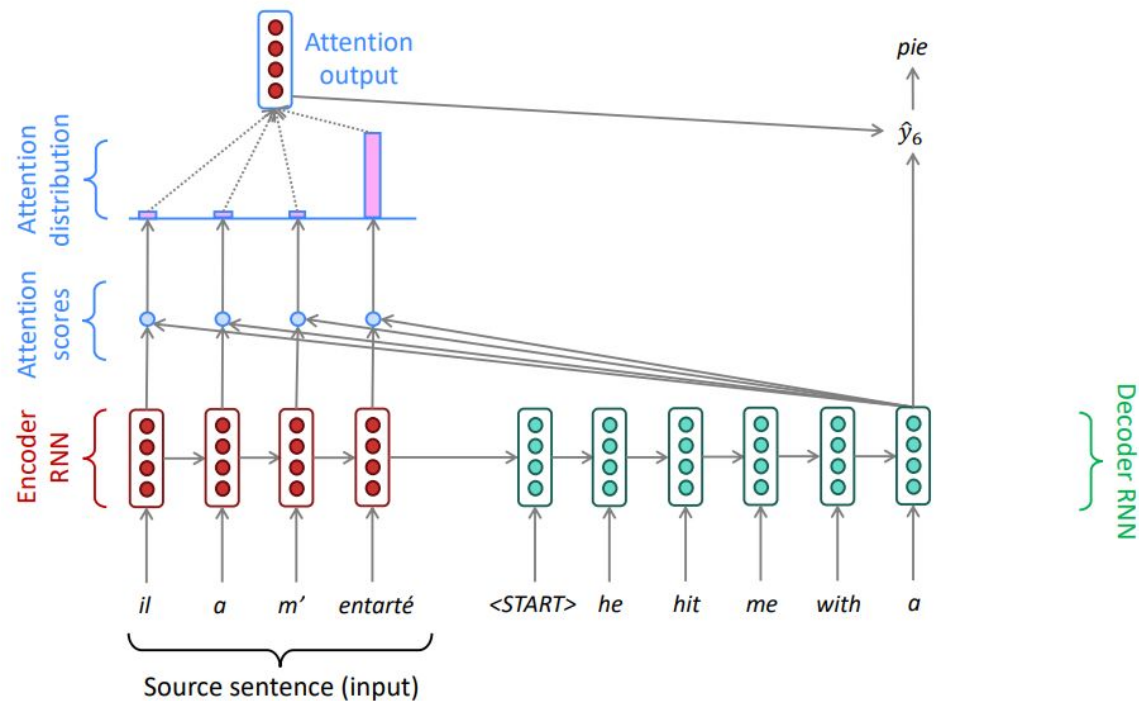 Attention
output
pie
ŷ₆
Attention
distribution
Attention
scores
Encoder
RNN
Decoder RNN
il a m’ entarté <START> he hit me with a
Source sentence (input)